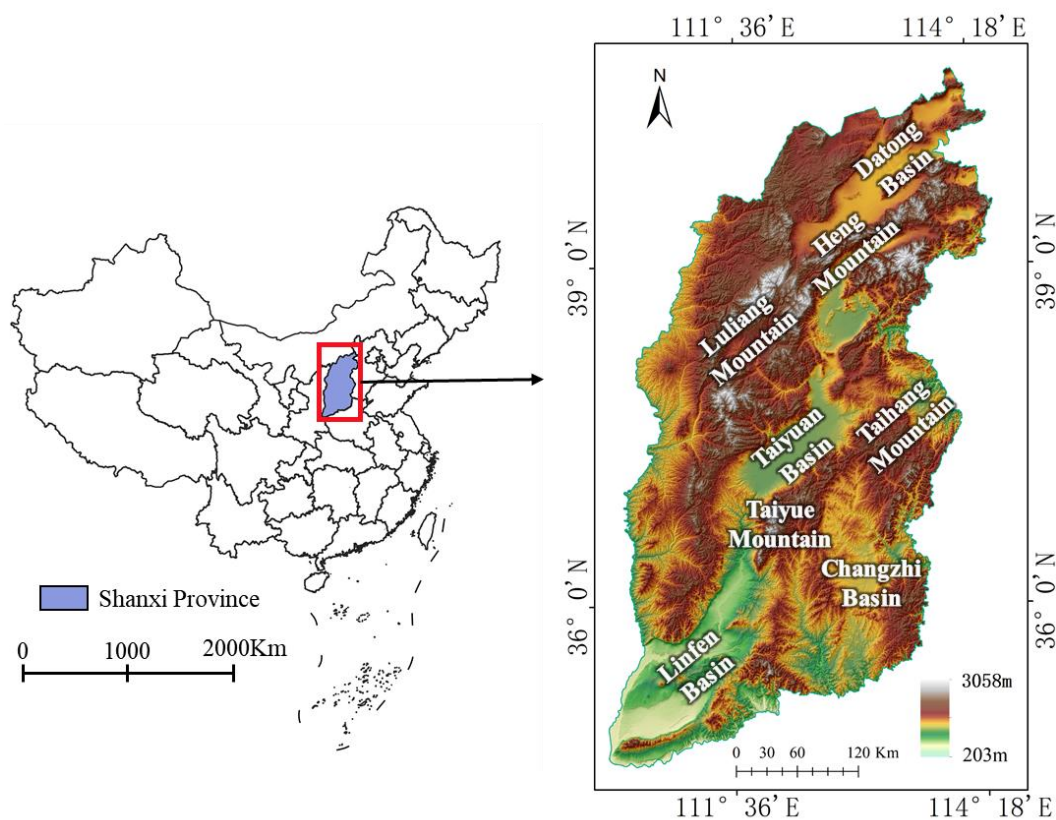 Shanxi Province
0 1000 2000Km
111° 36'E 114° 18'E
N
39° 0'N
39° 0'N
36° 0'N
36° 0'N
Datong
Basin
Heng
Mountain
Luliang
Mountain
Taiyuan
Basin
Taihang
Mountain
Taiyue
Mountain
Changzhi
Basin
Linfen
Basin
3058m
203m
0 30 60 120 Km
111° 36'E 114° 18'E